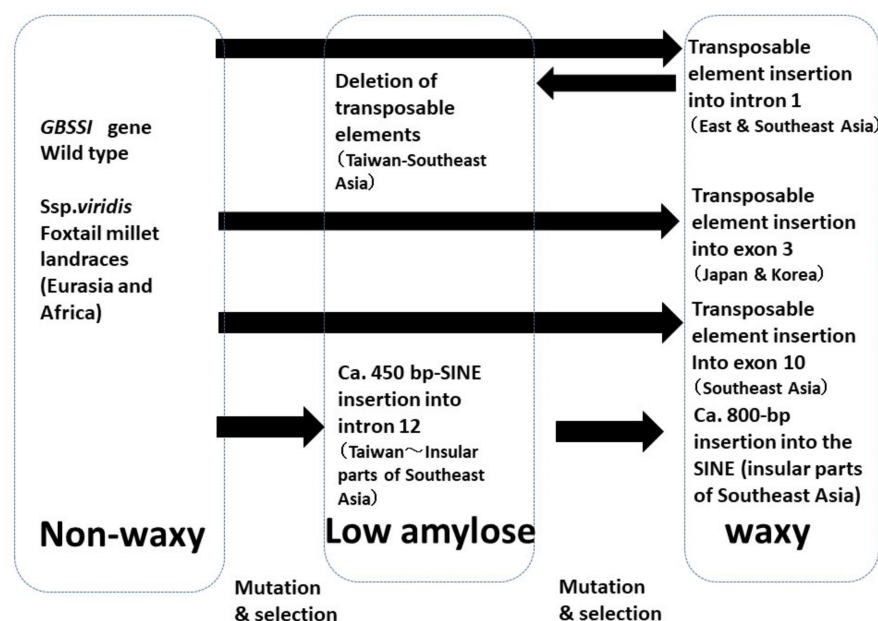 GBSSI gene
Wild type
Ssp.viridis
Foxtail millet
landraces
(Eurasia and
Africa)
Non-waxy
Deletion of
transposable
elements
(Taiwan-Southeast
Asia)
Ca. 450 bp-SINE
insertion into
intron 12
(Taiwan～Insular
parts of Southeast
Asia)
Low amylose
Transposable
element insertion
into intron 1
(East & Southeast Asia)
Transposable
element insertion
into exon 3
(Japan & Korea)
Transposable
element insertion
Into exon 10
(Southeast Asia)
Ca. 800-bp
insertion into the
SINE (insular parts
of Southeast Asia)
waxy
Mutation
& selection
Mutation
& selection